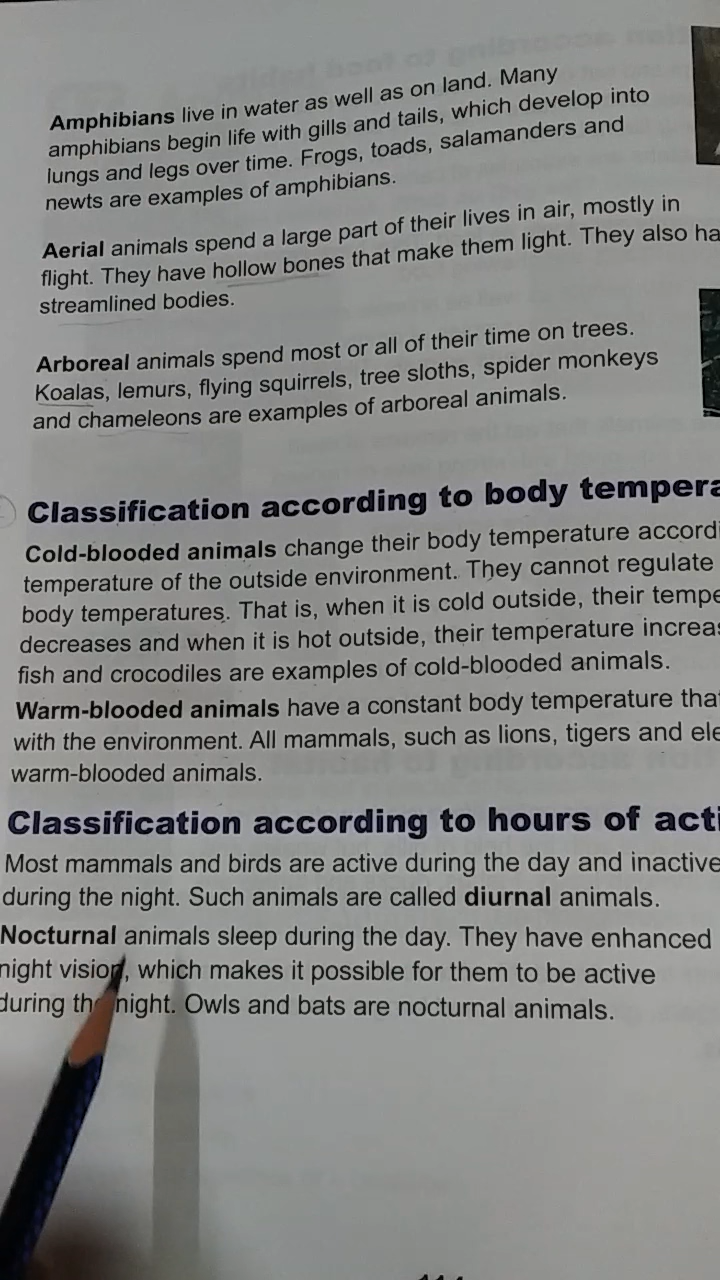 Amphibians live in water as well as on land. Many
amphibians begin life with gills and tails, which develop into
lungs and legs over time. Frogs, toads, salamanders and
newts are examples of amphibians.
Aerial animals spend a large part of their lives in air, mostly in
flight. They have hollow bones that make them light. They also ha
streamlined bodies.
Arboreal animals spend most or all of their time on trees.
Koalas, lemurs, flying squirrels, tree sloths, spider monkeys
and chameleons are examples of arboreal animals.
Classification according to body tempera
Cold-blooded animals change their body temperature accordi
temperature of the outside environment. They cannot regulate
body temperatures. That is, when it is cold outside, their tempe
decreases and when it is hot outside, their temperature increas
fish and crocodiles are examples of cold-blooded animals.
Warm-blooded animals have a constant body temperature that
with the environment. All mammals, such as lions, tigers and ele
warm-blooded animals.
Classification according to hours of acti
Most mammals and birds are active during the day and inactive
during the night. Such animals are called diurnal animals.
Nocturnal animals sleep during the day. They have enhanced
night vision, which makes it possible for them to be active
during the night. Owls and bats are nocturnal animals.